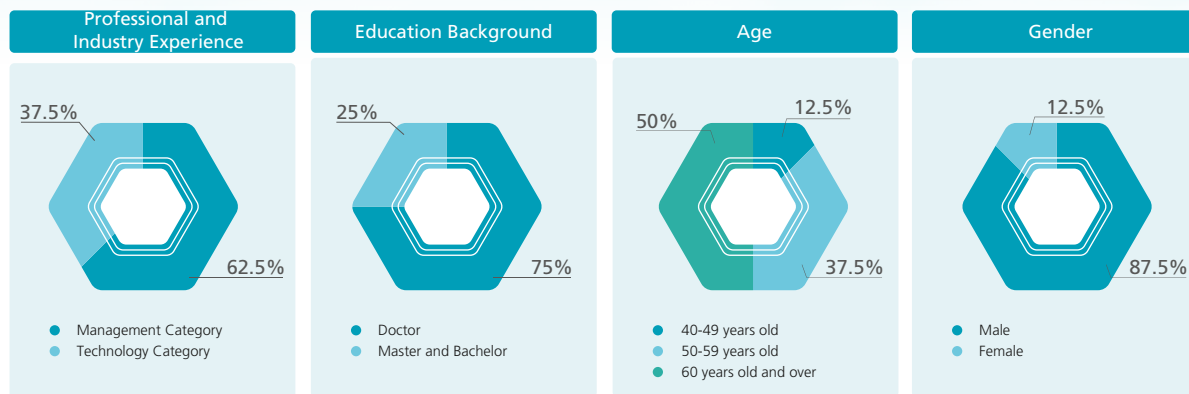 Professional and
Industry Experience
37.5%
62.5%
Management Category
Technology Category
Education Background
25%
75%
Doctor
Master and Bachelor
Age
12.5%
50%
37.5%
40-49 years old
50-59 years old
60 years old and over
Gender
12.5%
87.5%
Male
Female